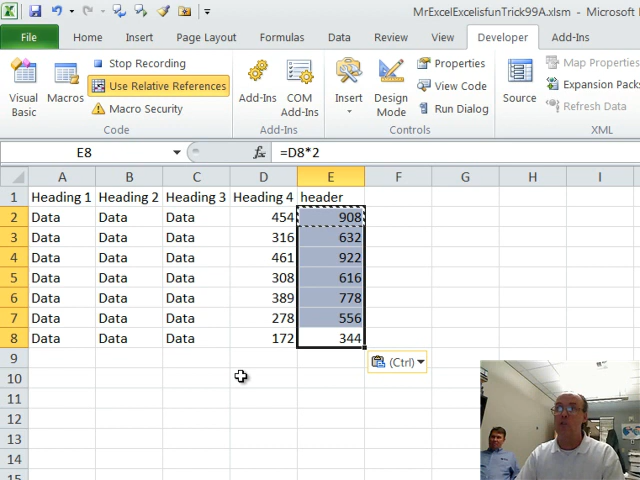 MrExcelExcelisfunTrick99A.xlsm - Microsoft
File Home Insert Page Layout Formulas Data Review View Developer Add-Ins
Visual Basic
Macros
Stop Recording
Use Relative References
Macro Security
Code
Add-Ins
COM Add-Ins
Add-Ins
Insert
Design Mode
Properties
View Code
Run Dialog
Controls
Source
Map Properties
Expansion Packs
Refresh Data
XML
E8 fx =D8*2
A B C D E F G H I
1 Heading 1 Heading 2 Heading 3 Heading 4 header
2 Data Data Data 454 908
3 Data Data Data 316 632
4 Data Data Data 461 922
5 Data Data Data 308 616
6 Data Data Data 389 778
7 Data Data Data 278 556
8 Data Data Data 172 344
9 (Ctrl)
10
11
12
13
14
15